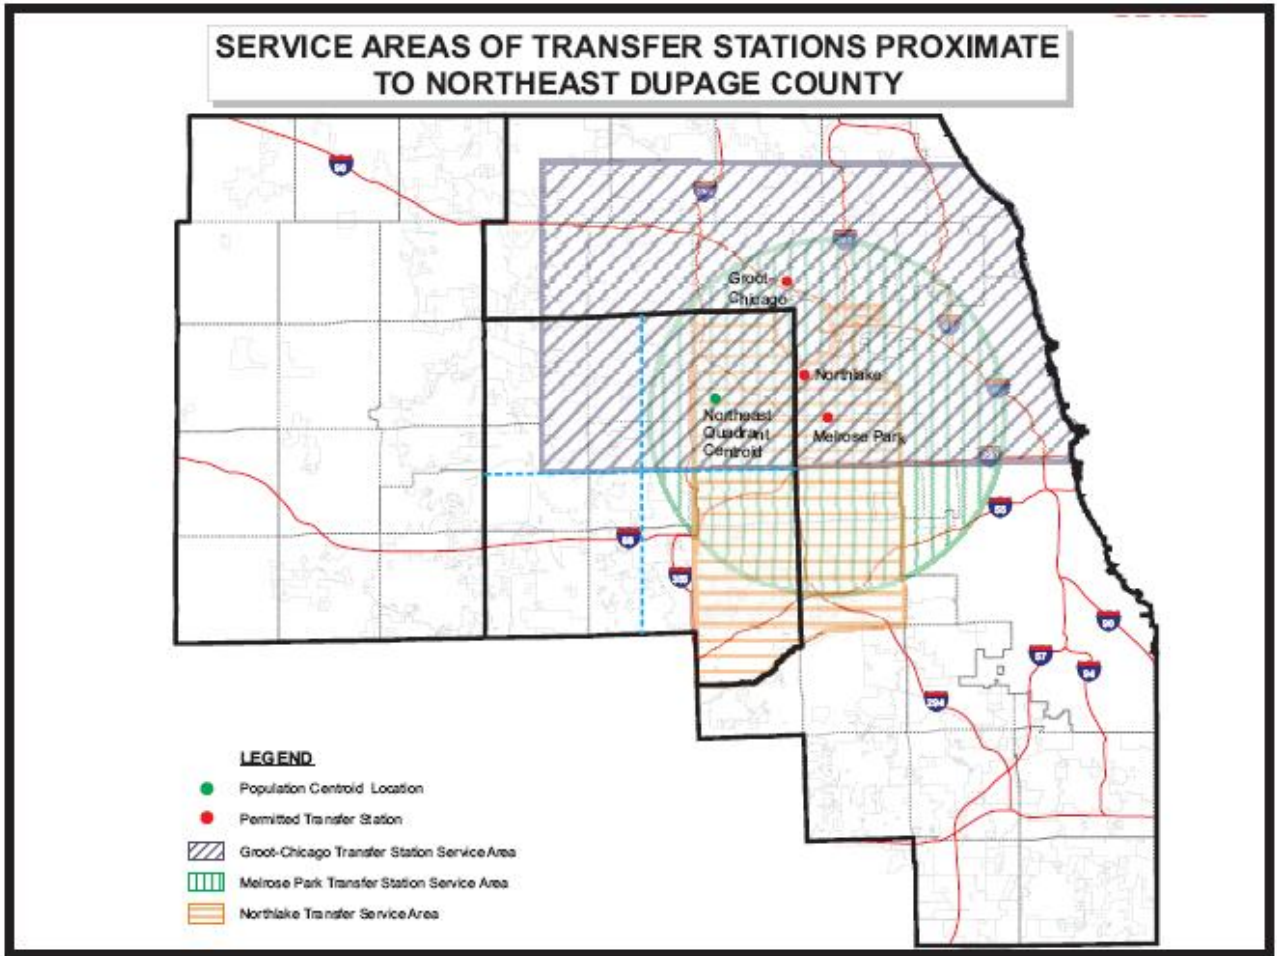 SERVICE AREAS OF TRANSFER STATIONS PROXIMATE
TO NORTHEAST DUPAGE COUNTY
90
Groot-
Chicago
Northlake
Northeast
Quadrant
Centroid
Melrose Park
55
88
355
90
57
94
294
LEGEND
Population Centroid Location
Permitted Transfer Station
Groot-Chicago Transfer Station Service Area
Melrose Park Transfer Station Service Area
Northlake Transfer Service Area